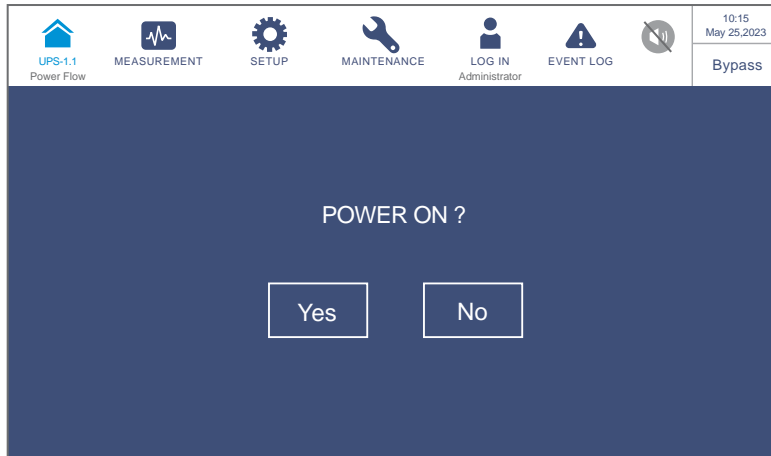 UPS-1.1
Power Flow
MEASUREMENT
SETUP
MAINTENANCE
LOG IN
Administrator
EVENT LOG
10:15
May 25,2023
Bypass
POWER ON ?
Yes
No